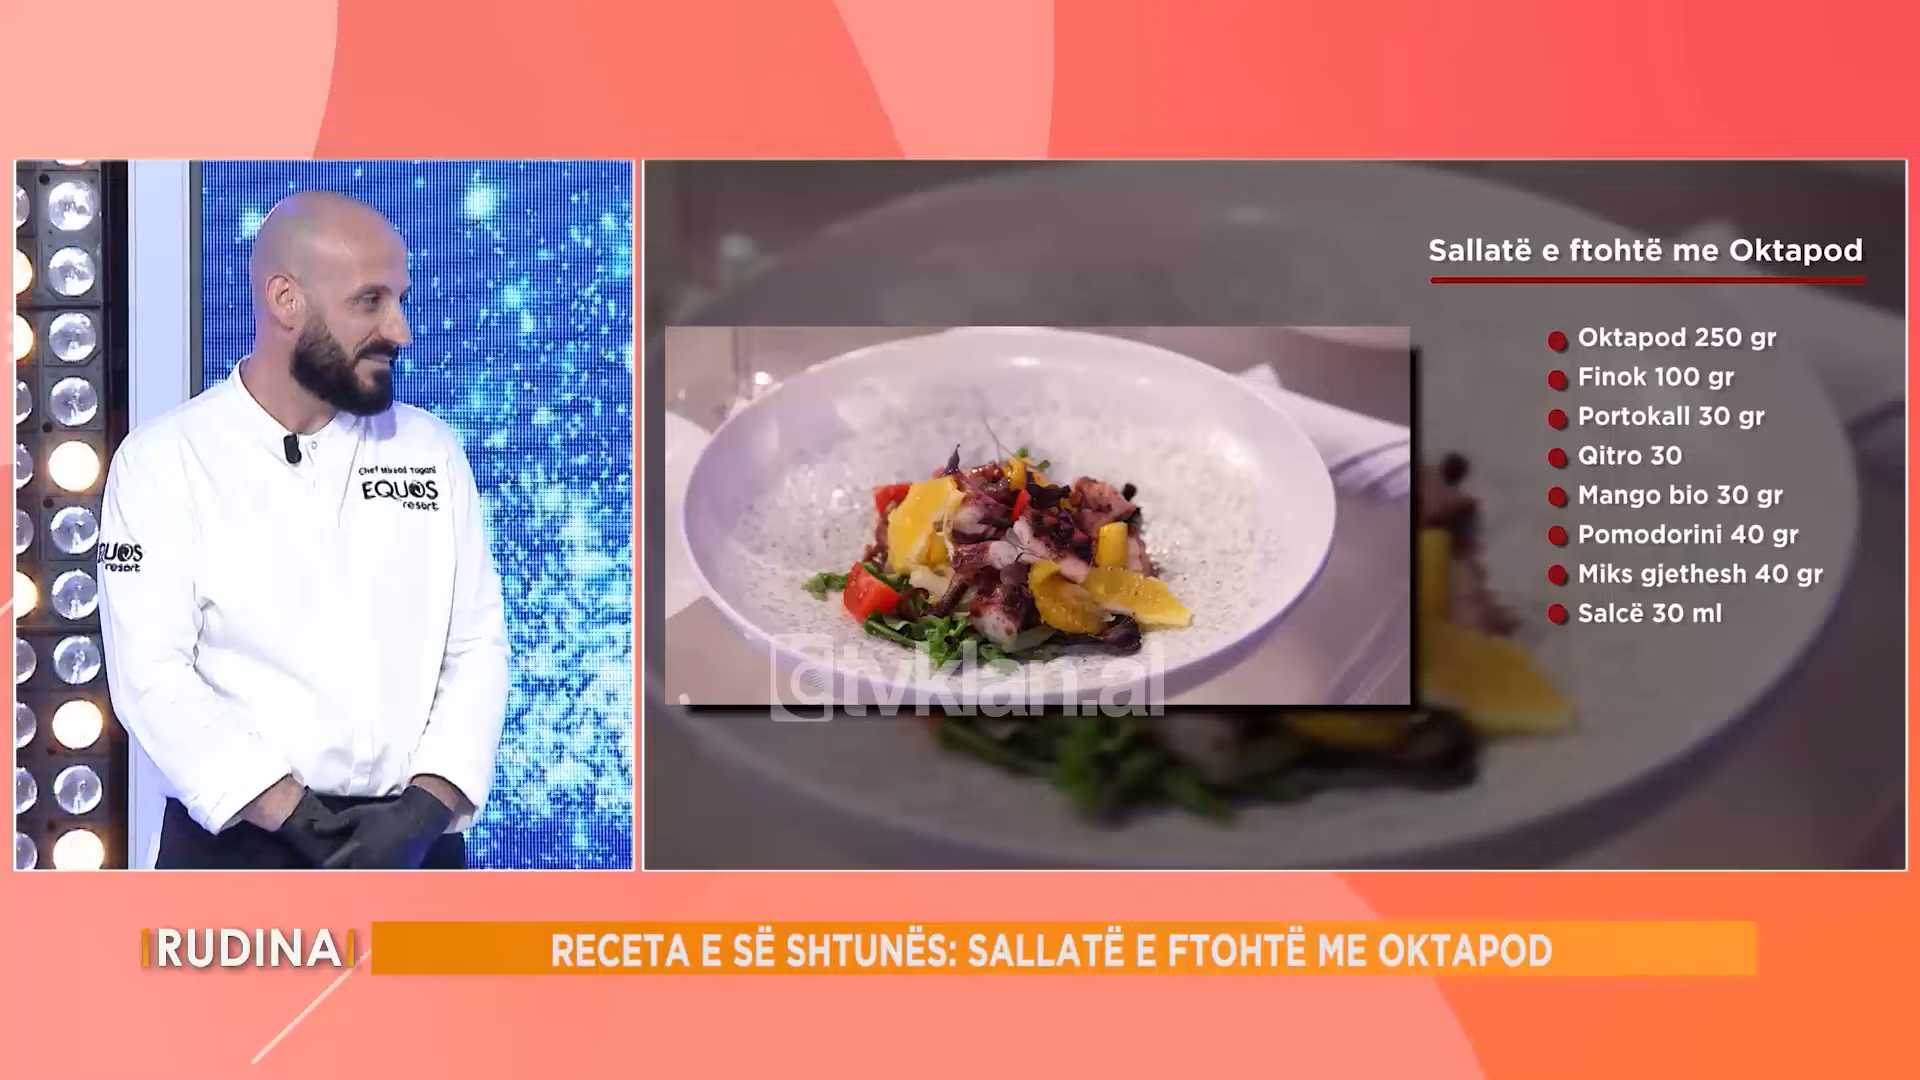 Sallatë e ftohtë me Oktapod
Oktapod 250 gr
Finok 100 gr
Portokall 30 gr
Qitro 30
Mango bio 30 gr
Pomodorini 40 gr
Miks gjethesh 40 gr
Salcë 30 ml
Chef
EQUOS
resort
resort
tvklan.al
RUDINA
RECETA E SË SHTUNËS: SALLATË E FTOHTË ME OKTAPOD